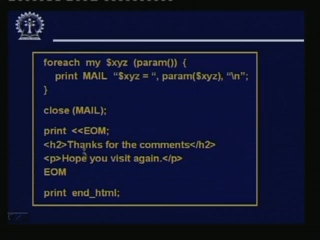 foreach my $xyz (param()) {
print MAIL “$xyz = “, param($xyz), “\n”;
}
close (MAIL);
print <<EOM;
<h2>Thanks for the comments</h2>
<p>Hope you visit again.</p>
EOM
print end_html;